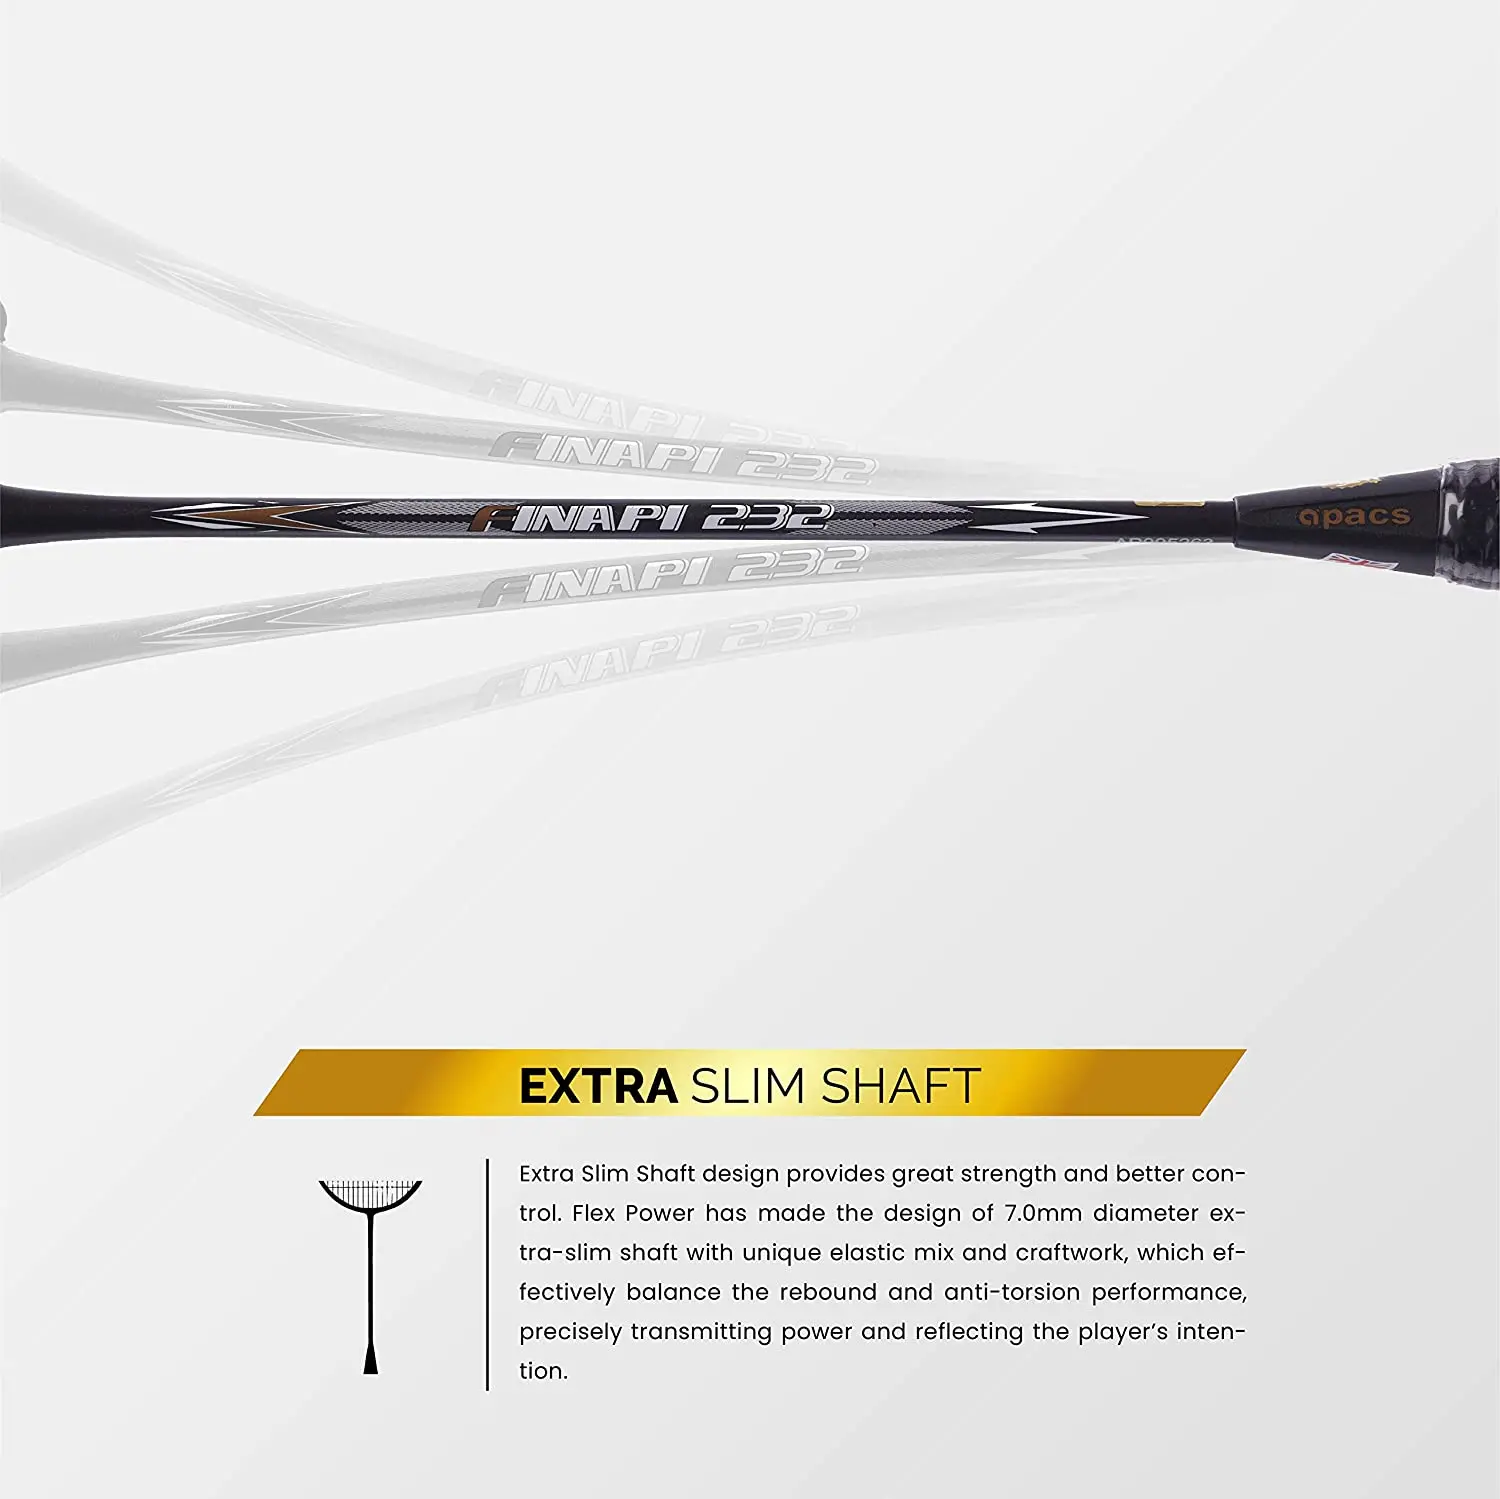 FINAPI 232
FINAPI 232
FINAPI 232
apacs
FINAPI 232
FINAPI 232
EXTRA SLIM SHAFT
Extra Slim Shaft design provides great strength and better con-
trol. Flex Power has made the design of 7.0mm diameter ex-
tra-slim shaft with unique elastic mix and craftwork, which ef-
fectively balance the rebound and anti-torsion performance,
precisely transmitting power and reflecting the player’s inten-
tion.